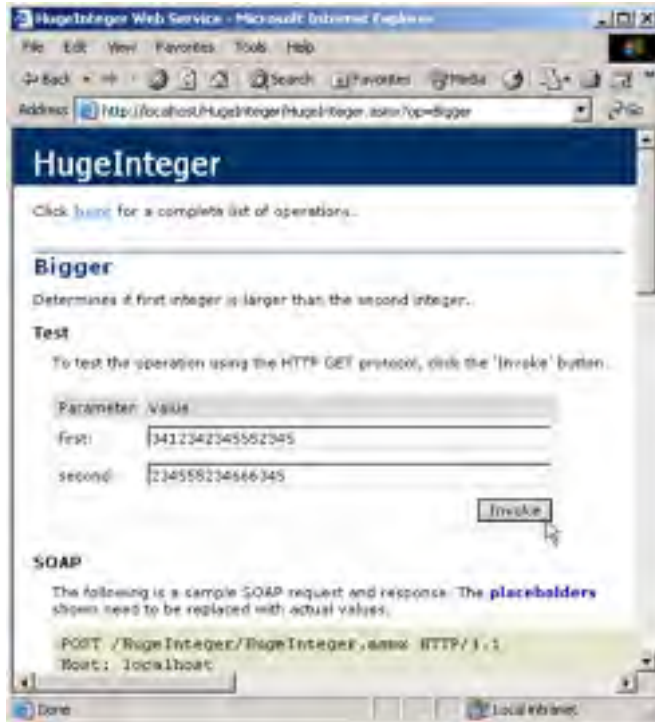 HugeInteger Web Service - Microsoft Internet Explorer
File Edit View Favorites Tools Help
Back Search Favorites Media Go
Address http://localhost/HugeInteger/HugeInteger.asmx?op=Bigger
HugeInteger
Click here for a complete list of operations.
Bigger
Determines if first integer is larger than the second integer.
Test
To test the operation using the HTTP GET protocol, click the 'Invoke' button.
Parameter Value
first:
second:
Invoke
SOAP
The following is a sample SOAP request and response. The placeholders
shown need to be replaced with actual values.
POST /HugeInteger/HugeInteger.asmx HTTP/1.1
Host: localhost
Done Local intranet